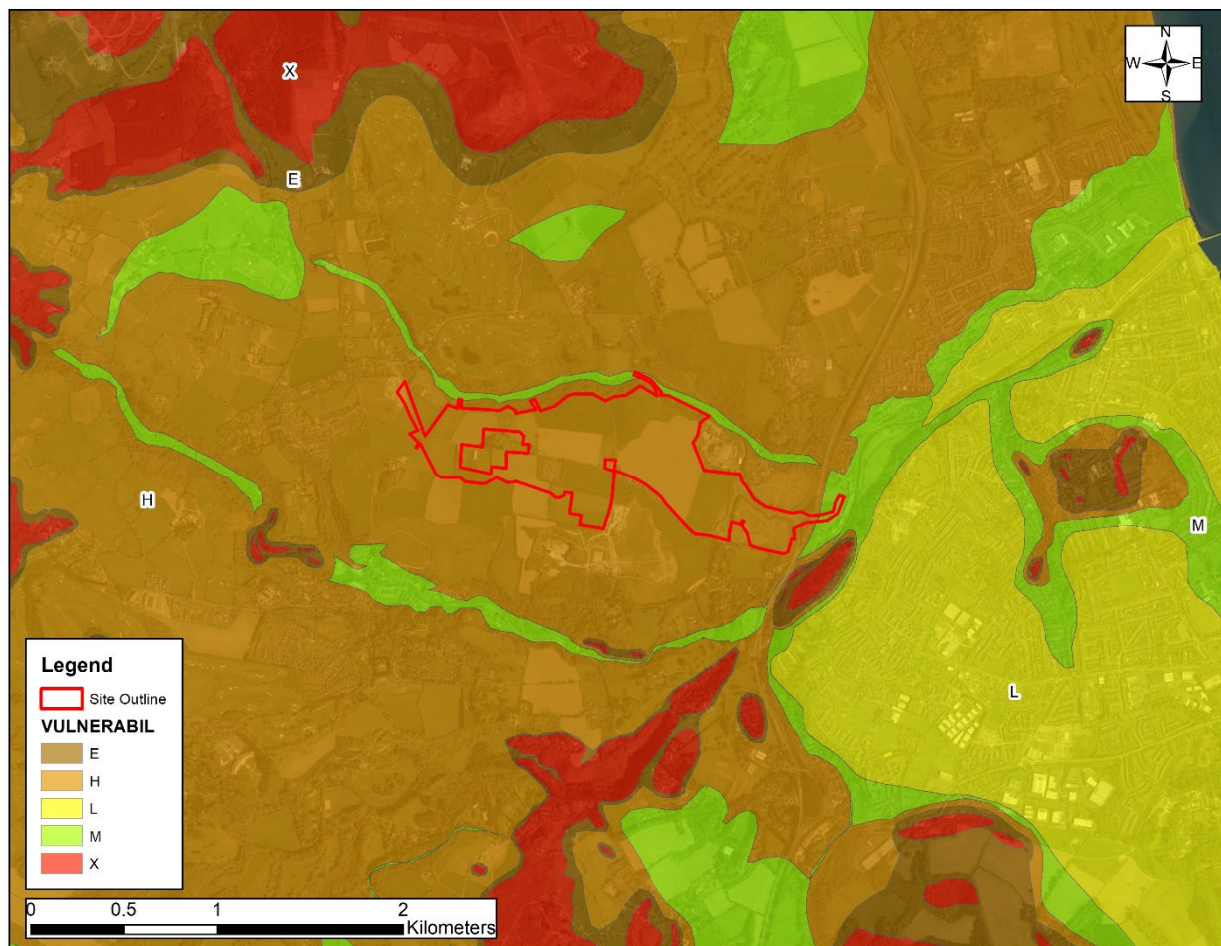 N
W E
S
X
E
H
M
L
Legend
Site Outline
VULNERABIL
E
H
L
M
X
0 0.5 1 2
Kilometers